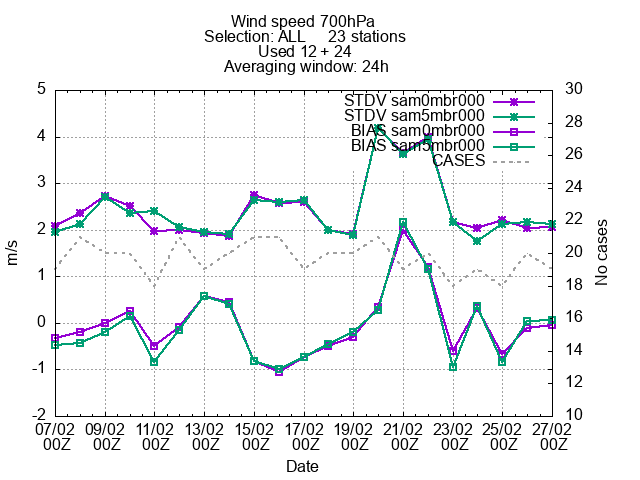 Wind speed 700hPa
Selection: ALL 23 stations
Used 12 + 24
Averaging window: 24h
STDV sam0mbr000
STDV sam5mbr000
BIAS sam0mbr000
BIAS sam5mbr000
CASES
m/s
5
4
3
2
1
0
-1
-2
No cases
30
28
26
24
22
20
18
16
14
12
10
07/02 09/02 11/02 13/02 15/02 17/02 19/02 21/02 23/02 25/02 27/02
00Z 00Z 00Z 00Z 00Z 00Z 00Z 00Z 00Z 00Z 00Z
Date